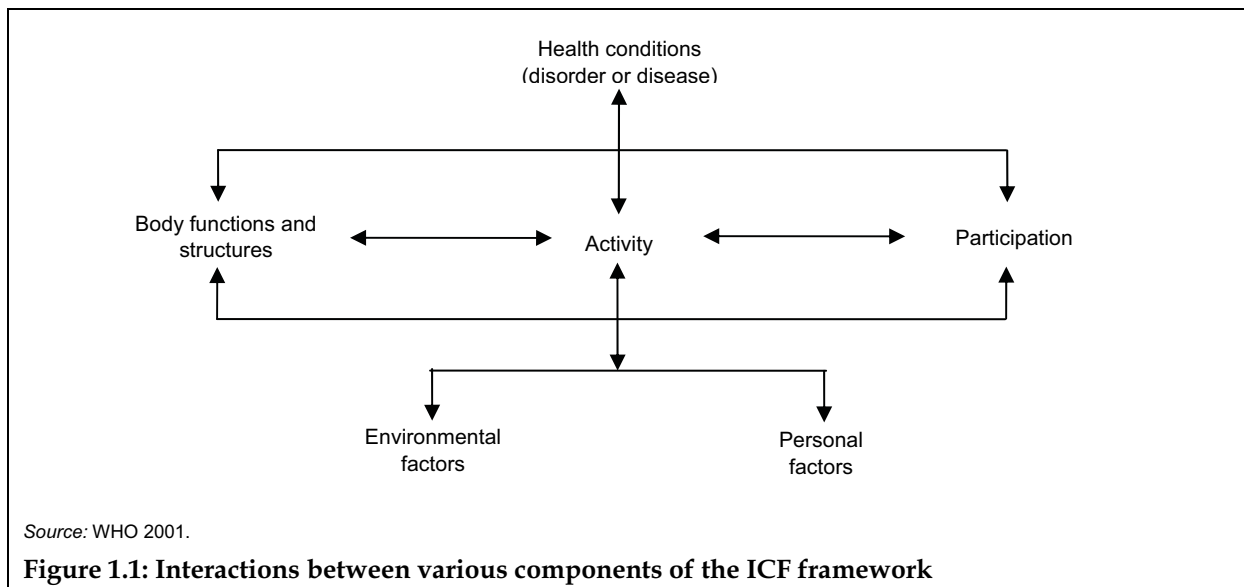 Health conditions
(disorder or disease)
Body functions and
structures
Activity
Participation
Environmental
factors
Personal
factors
Source: WHO 2001.
Figure 1.1: Interactions between various components of the ICF framework